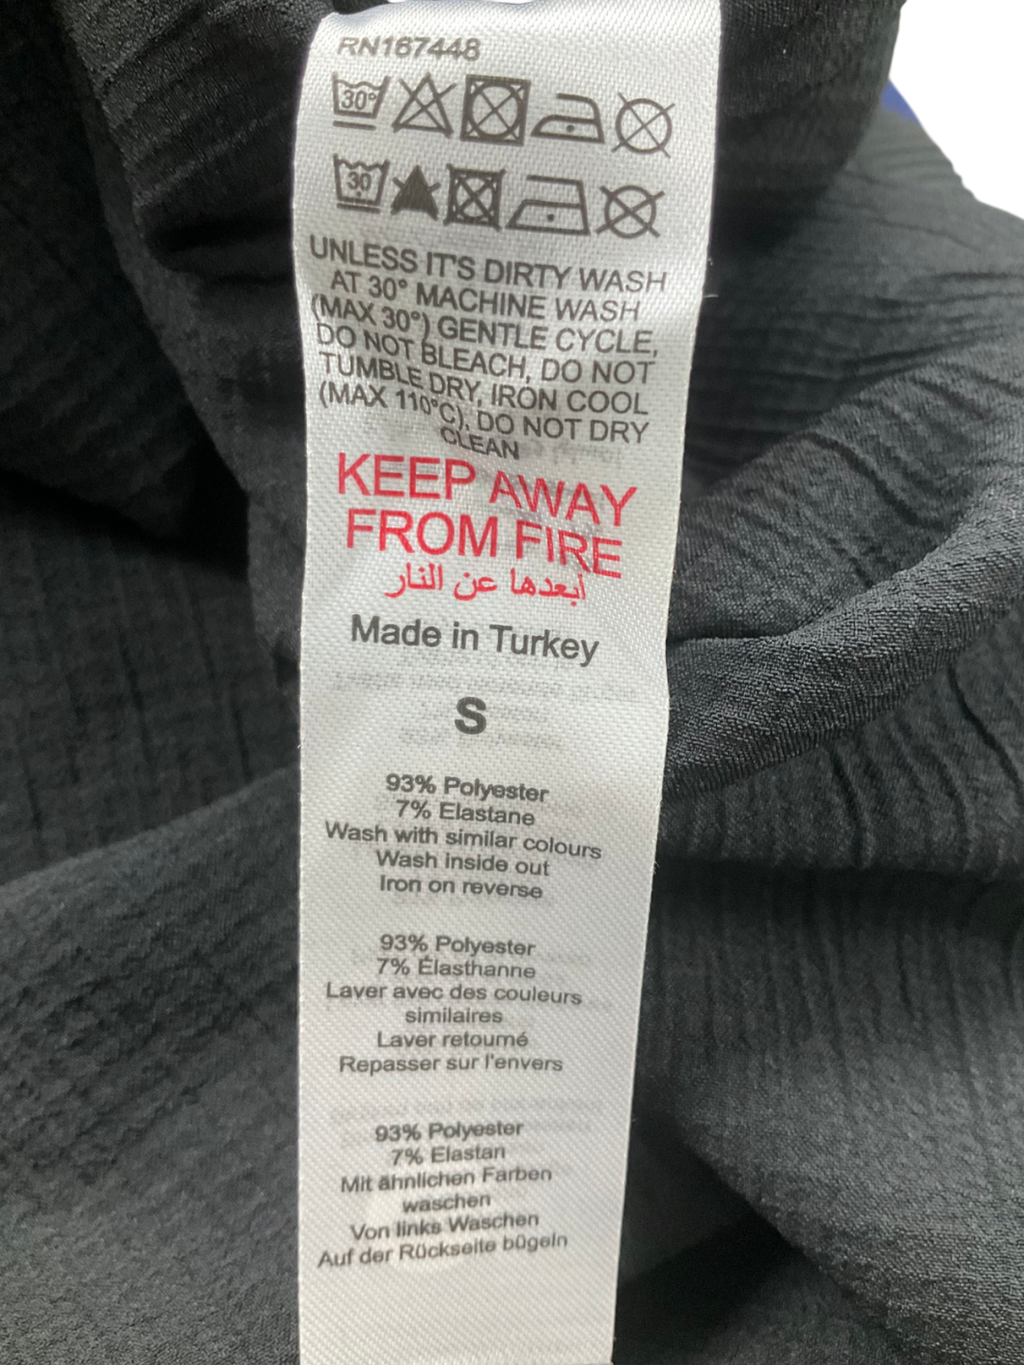 RN167448
30°
30
UNLESS IT'S DIRTY WASH
AT 30° MACHINE WASH
(MAX 30°) GENTLE CYCLE,
DO NOT BLEACH, DO NOT
TUMBLE DRY, IRON COOL
(MAX 110°C), DO NOT DRY
CLEAN
KEEP AWAY
FROM FIRE
أبعدها عن النار
Made in Turkey
S
93% Polyester
7% Elastane
Wash with similar colours
Wash inside out
Iron on reverse
93% Polyester
7% Élasthanne
Laver avec des couleurs
similaires
Laver retourné
Repasser sur l'envers
93% Polyester
7% Elastan
Mit ähnlichen Farben
waschen
Von links Waschen
Auf der Rückseite bügeln